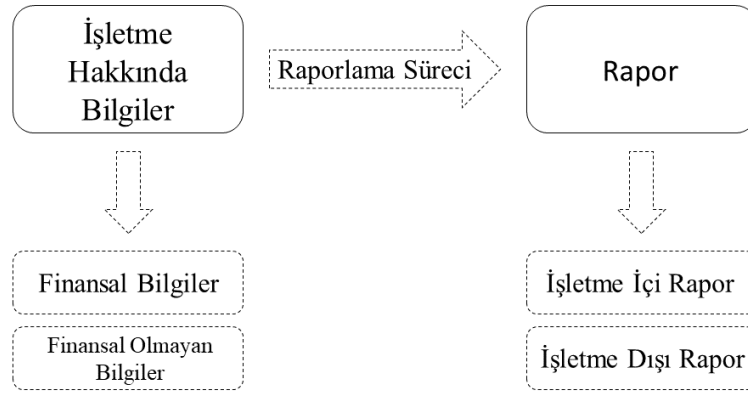 İşletme
Hakkında
Bilgiler
Raporlama Süreci
Rapor
Finansal Bilgiler
Finansal Olmayan
Bilgiler
İşletme İçi Rapor
İşletme Dışı Rapor